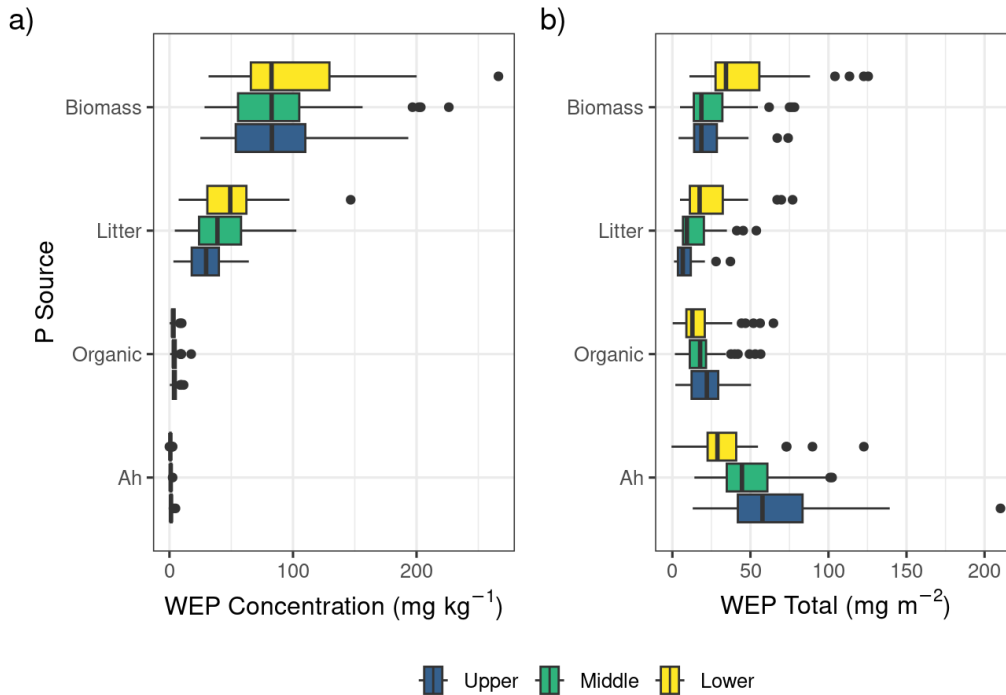 a)
P Source
Biomass
Litter
Organic
Ah
0
100
200
WEP Concentration (mg kg⁻¹)
b)
Biomass
Litter
Organic
Ah
0
50
100
150
200
WEP Total (mg m⁻²)
Upper
Middle
Lower